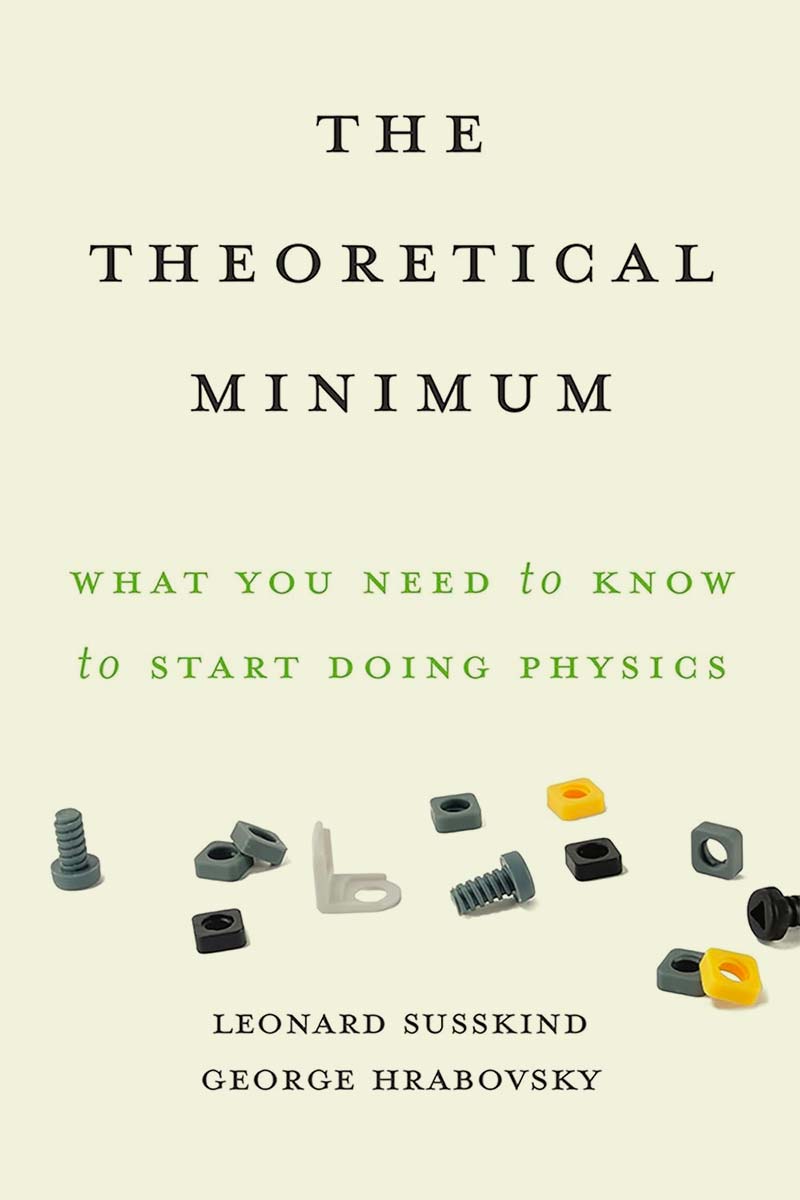 THE
THEORETICAL
MINIMUM
WHAT YOU NEED to KNOW
to START DOING PHYSICS
LEONARD SUSSKIND
GEORGE HRABOVSKY